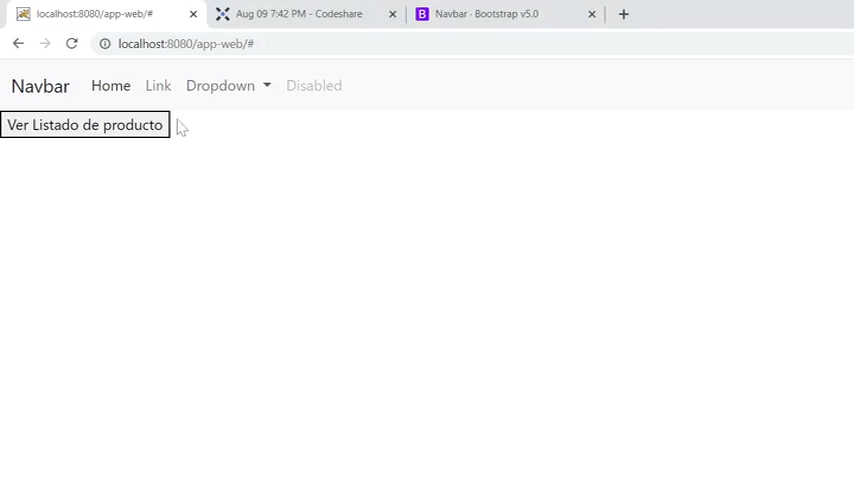 localhost:8080/app-web/#
Aug 09 7:42 PM - Codeshare
B
Navbar · Bootstrap v5.0
localhost:8080/app-web/#
Navbar
Home
Link
Dropdown
Disabled
Ver Listado de producto